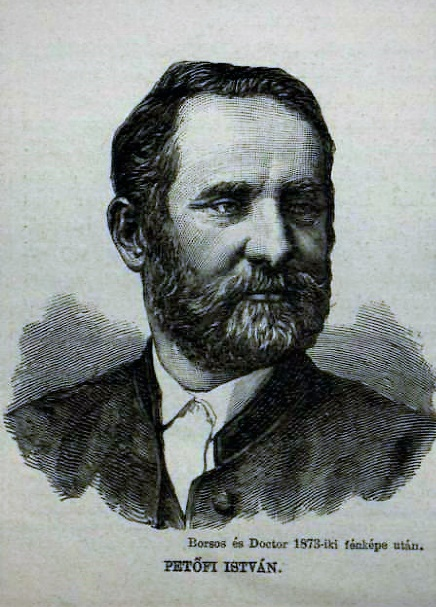 Borsos és Doctor 1873-iki fénképe után.
PETŐFI ISTVÁN.